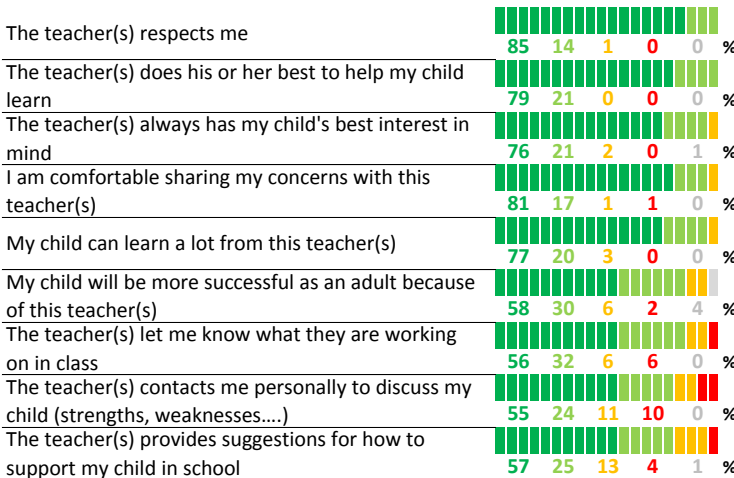 The teacher(s) respects me
85 14 1 0 0 %
The teacher(s) does his or her best to help my child
learn
79 21 0 0 0 %
The teacher(s) always has my child's best interest in
mind
76 21 2 0 1 %
I am comfortable sharing my concerns with this
teacher(s)
81 17 1 1 0 %
My child can learn a lot from this teacher(s)
77 20 3 0 0 %
My child will be more successful as an adult because
of this teacher(s)
58 30 6 2 4 %
The teacher(s) let me know what they are working
on in class
56 32 6 6 0 %
The teacher(s) contacts me personally to discuss my
child (strengths, weaknesses....)
55 24 11 10 0 %
The teacher(s) provides suggestions for how to
support my child in school
57 25 13 4 1 %